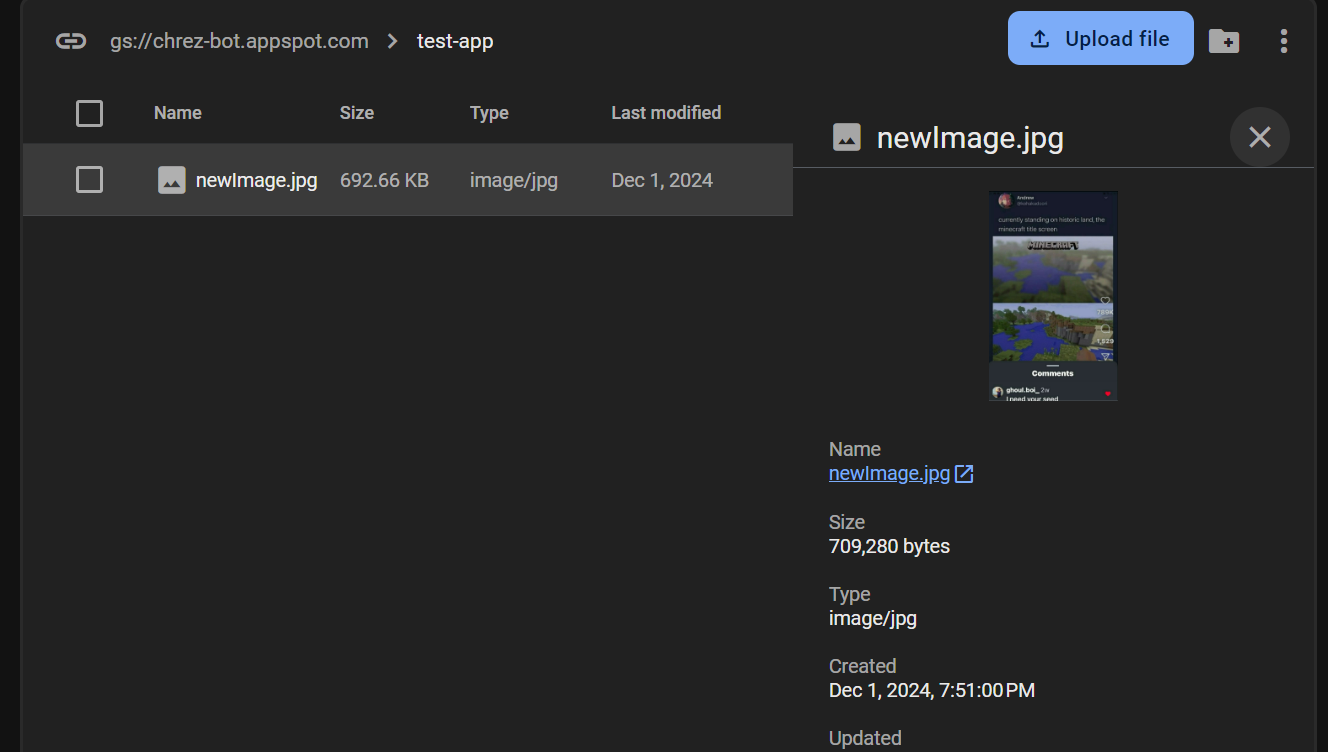 gs://chrez-bot.appspot.com > test-app
Upload file
Name Size Type Last modified
newImage.jpg 692.66 KB image/jpg Dec 1, 2024
newImage.jpg
Andrew
currently standing on historic land, the
minecraft title screen
MINECRAFT
1,529
Comments
ghoul.boi_ 2w
I need your seed
Name
newImage.jpg
Size
709,280 bytes
Type
image/jpg
Created
Dec 1, 2024, 7:51:00 PM
Updated